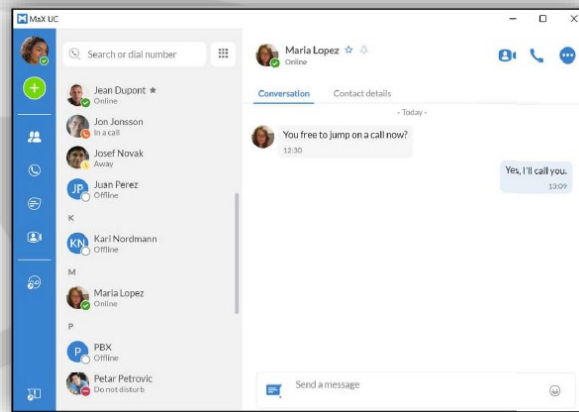 MaX UC
Search or dial number
Jean Dupont
Online
Jon Jonsson
In a call
Josef Novak
Away
JP
Juan Perez
Offline
K
KN
Kari Nordmann
Offline
M
Maria Lopez
Online
P
P
PBX
Offline
Petar Petrovic
Do not disturb
Maria Lopez
Online
Conversation
Contact details
- Today -
You free to jump on a call now?
12:30
Yes, I'll call you.
13:09
Send a message